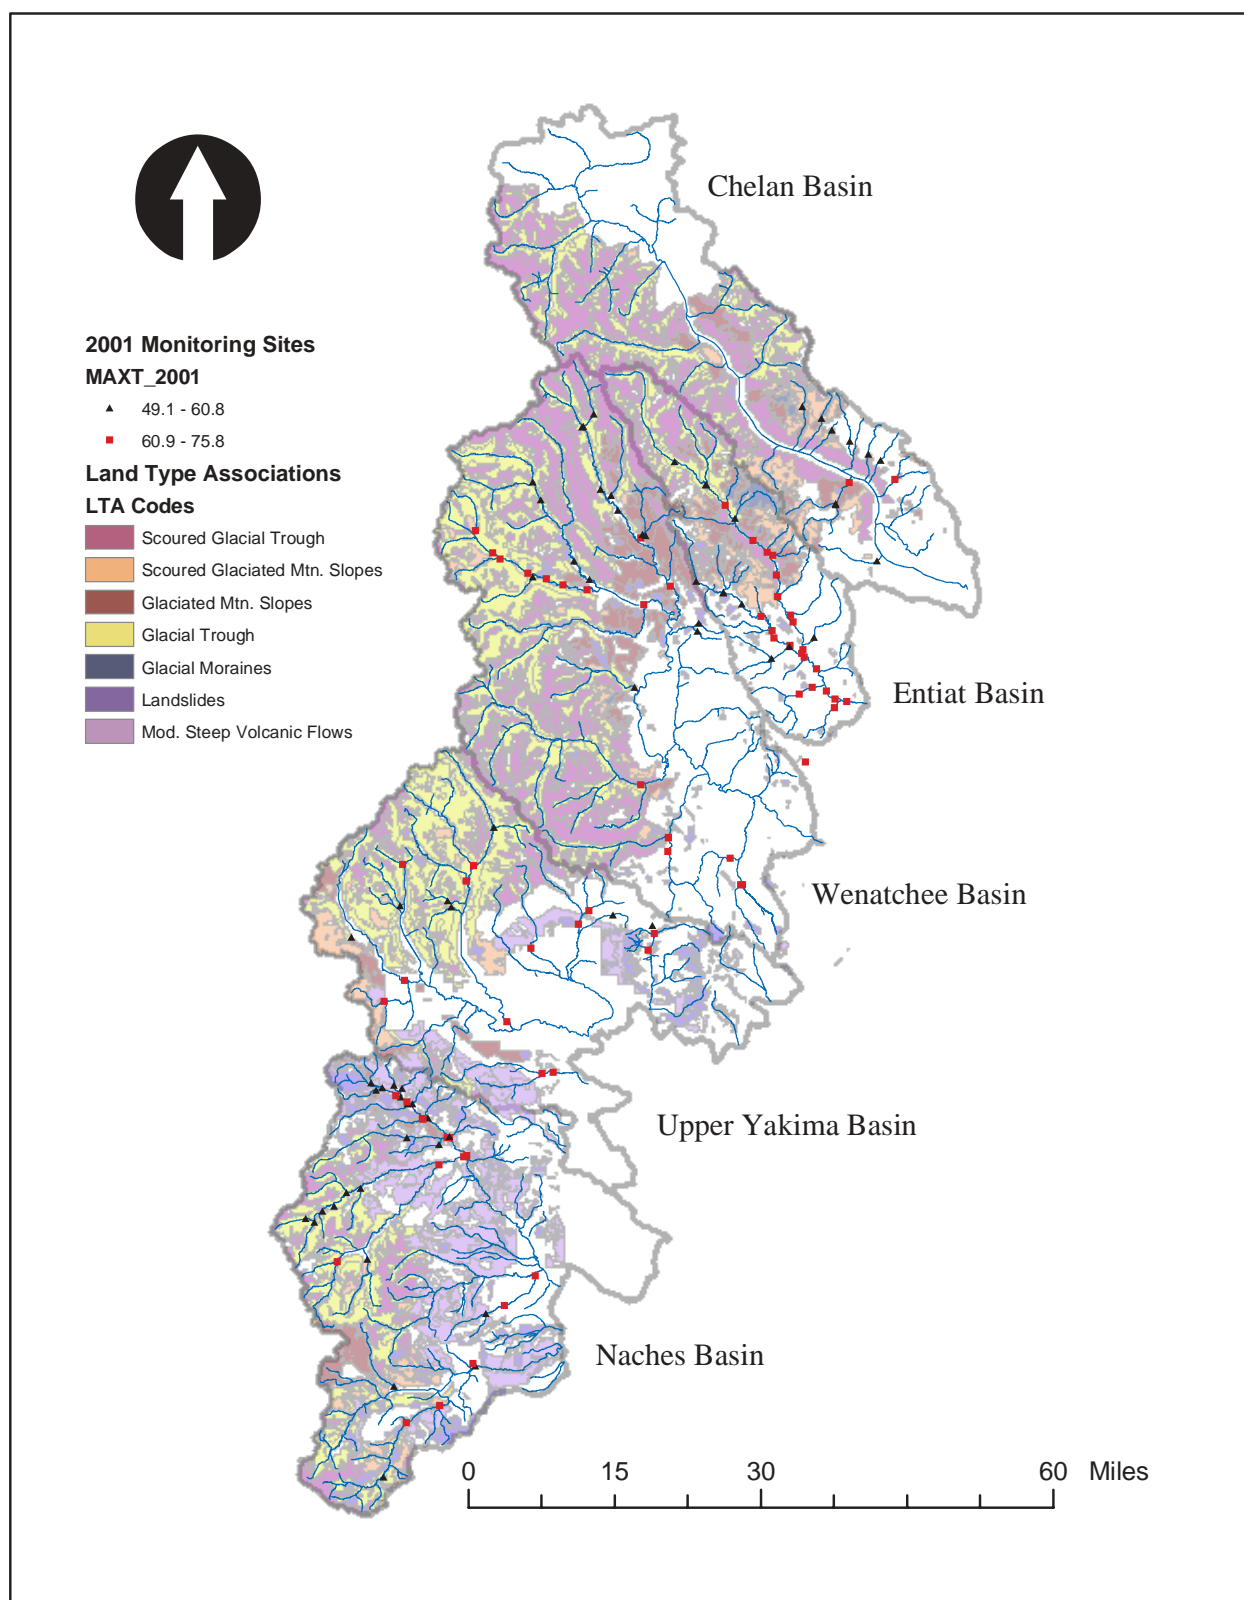 Chelan Basin
2001 Monitoring Sites
MAXT_2001
49.1 - 60.8
60.9 - 75.8
Land Type Associations
LTA Codes
Scoured Glacial Trough
Scoured Glaciated Mtn. Slopes
Glaciated Mtn. Slopes
Glacial Trough
Glacial Moraines
Landslides
Mod. Steep Volcanic Flows
Entiat Basin
Wenatchee Basin
Upper Yakima Basin
Naches Basin
0 15 30 60 Miles